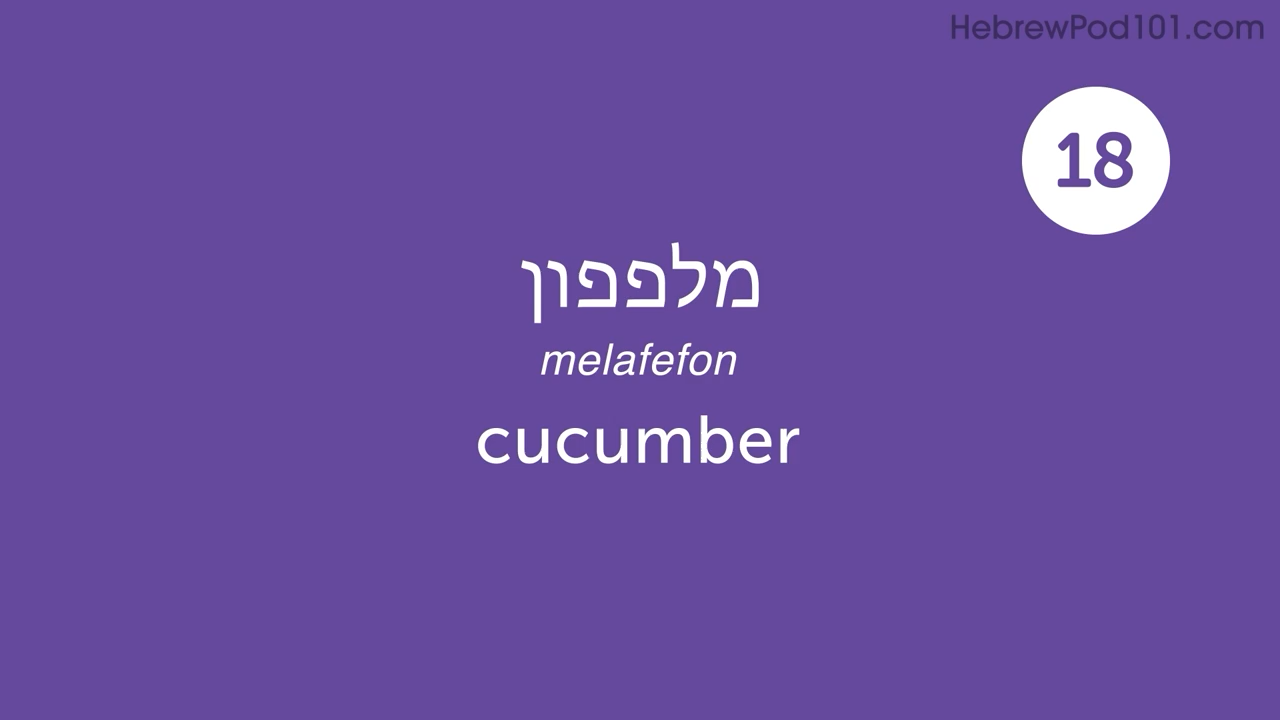 HebrewPod101.com
18
מלפפון
melafefon
cucumber